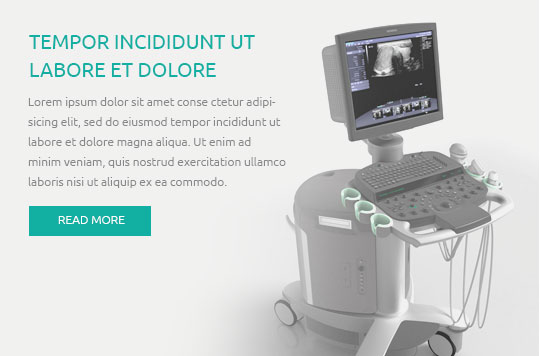 TEMPOR INCIDIDUNT UT
LABORE ET DOLORE
Lorem ipsum dolor sit amet conse ctetur adipi-
sicing elit, sed do eiusmod tempor incididunt ut
labore et dolore magna aliqua. Ut enim ad
minim veniam, quis nostrud exercitation ullamco
laboris nisi ut aliquip ex ea commodo.
READ MORE